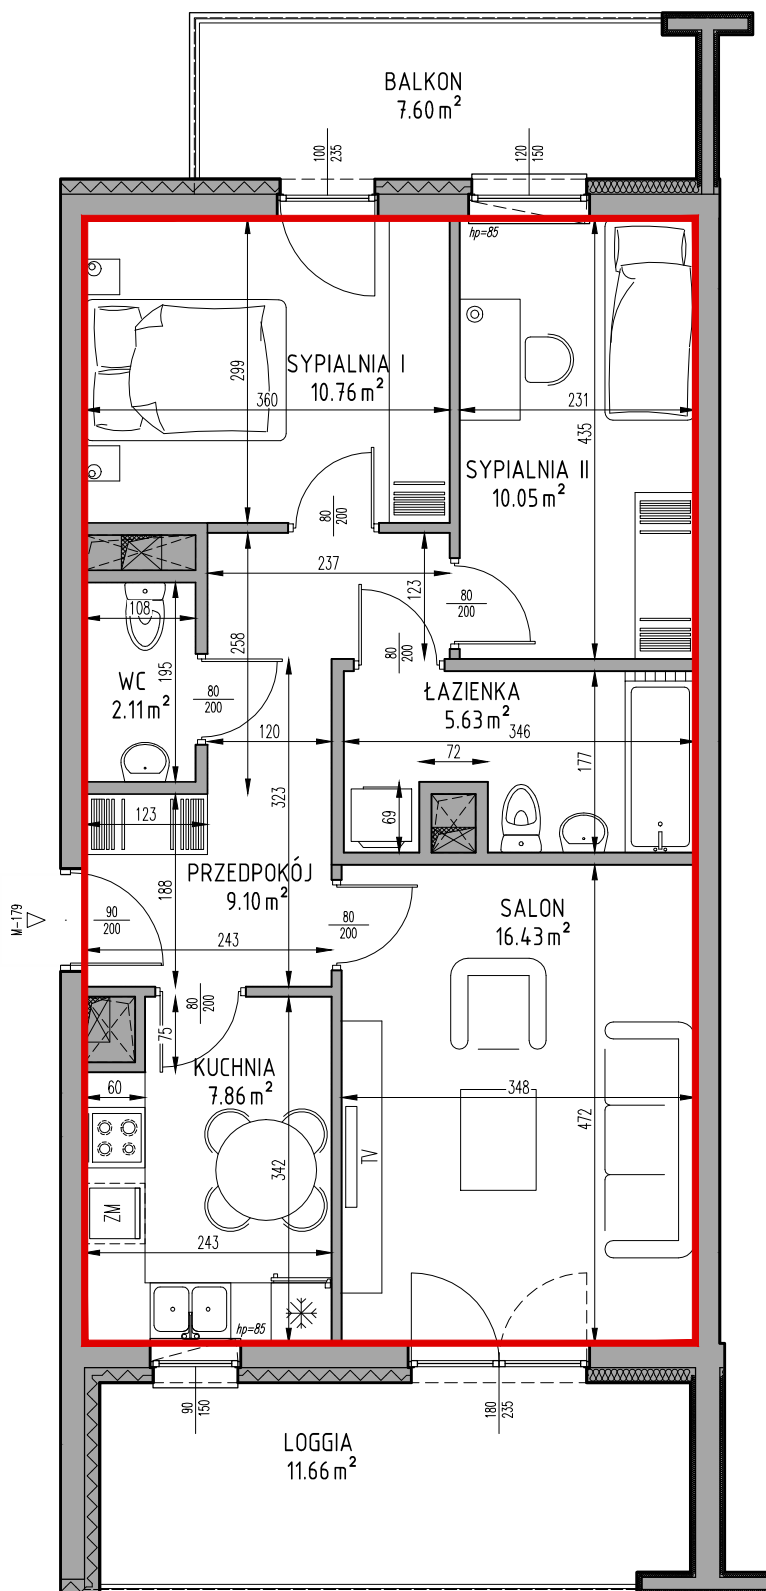 BALKON
7.60 m²
100
235
120
150
hp=85
SYPIALNIA I
10.76 m²
299
360
231
435
SYPIALNIA II
10.05 m²
80
200
237
123
80
200
258
108
195
80
200
WC
2.11 m²
80
200
ŁAZIENKA
5.63 m²
120
346
72
177
323
69
123
PRZEDPOKÓJ
9.10 m²
188
SALON
16.43 m²
M-179
90
200
80
200
243
80
200
75
KUCHNIA
7.86 m²
60
348
472
342
TV
ZM
243
hp=85
90
150
180
235
LOGGIA
11.66 m²